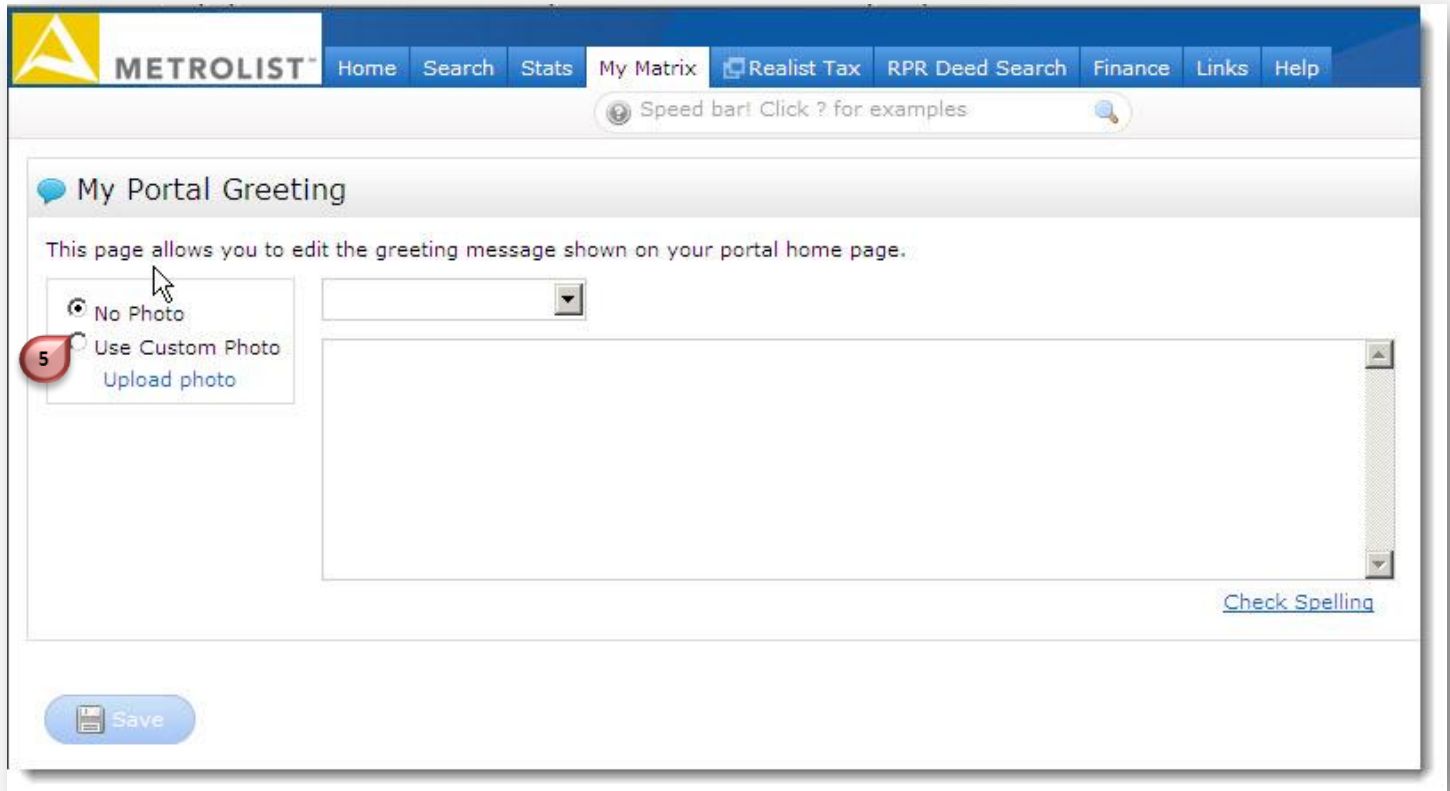 METROLIST™
Home Search Stats My Matrix Realist Tax RPR Deed Search Finance Links Help
? Speed bar! Click ? for examples
My Portal Greeting
This page allows you to edit the greeting message shown on your portal home page.
No Photo
5 Use Custom Photo
Upload photo
Check Spelling
Save